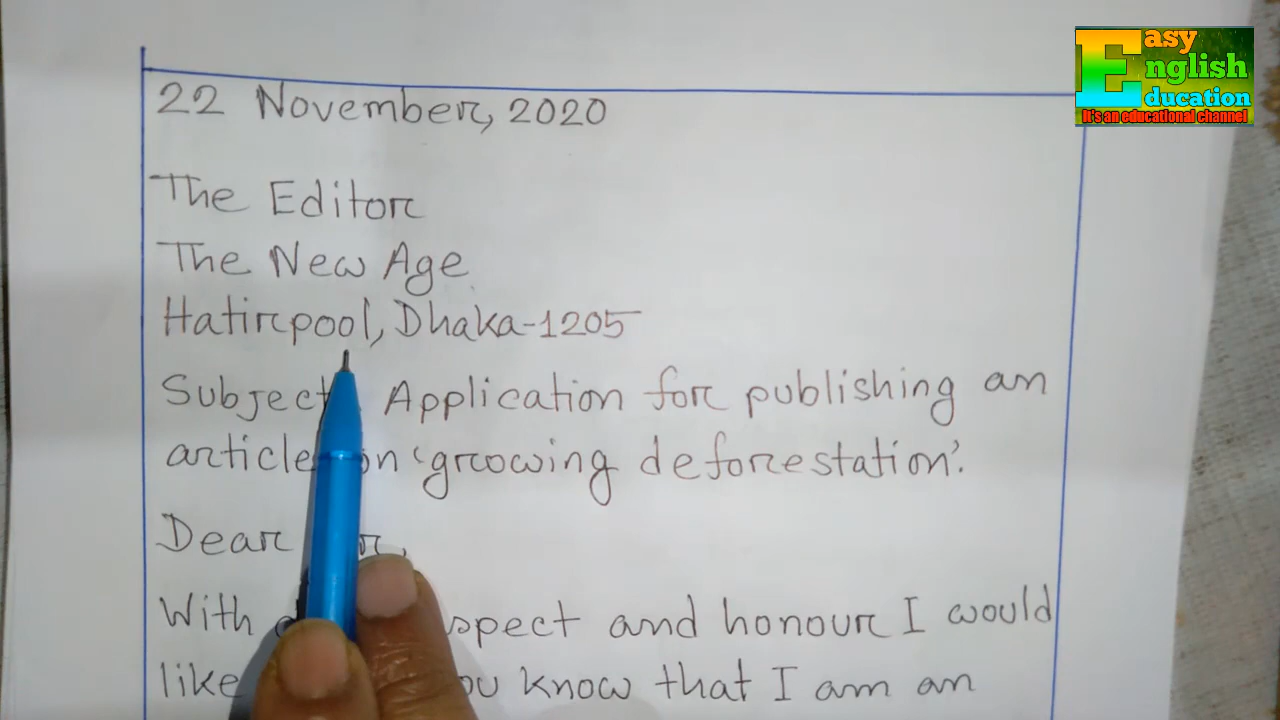 Easy
English
Education
It's an educational channel
22 November, 2020
The Editor
The New Age
Hatirpool, Dhaka-1205
Subject Application for publishing an
article on 'growing deforestation'.
Dear
With respect and honour I would
like you know that I am an